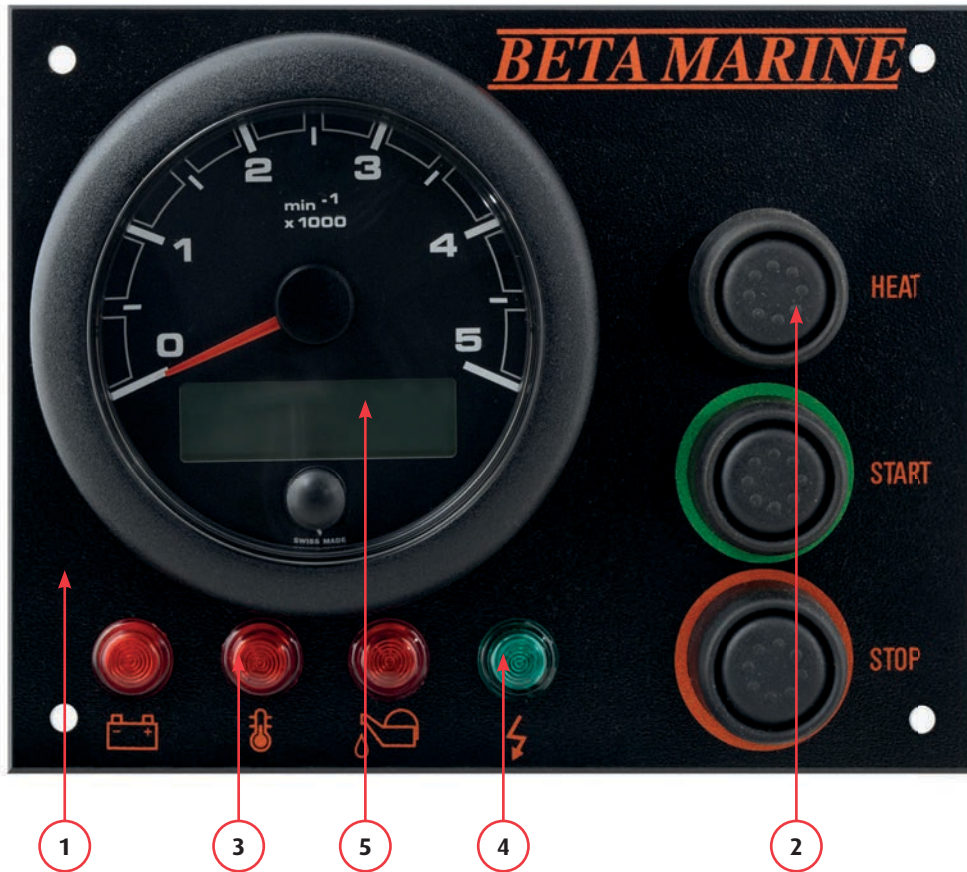 BETA MARINE
2 3
min -1
x 1000
1 4
0 5
SWISS MADE
HEAT
START
STOP
- +
1 3 5 4 2